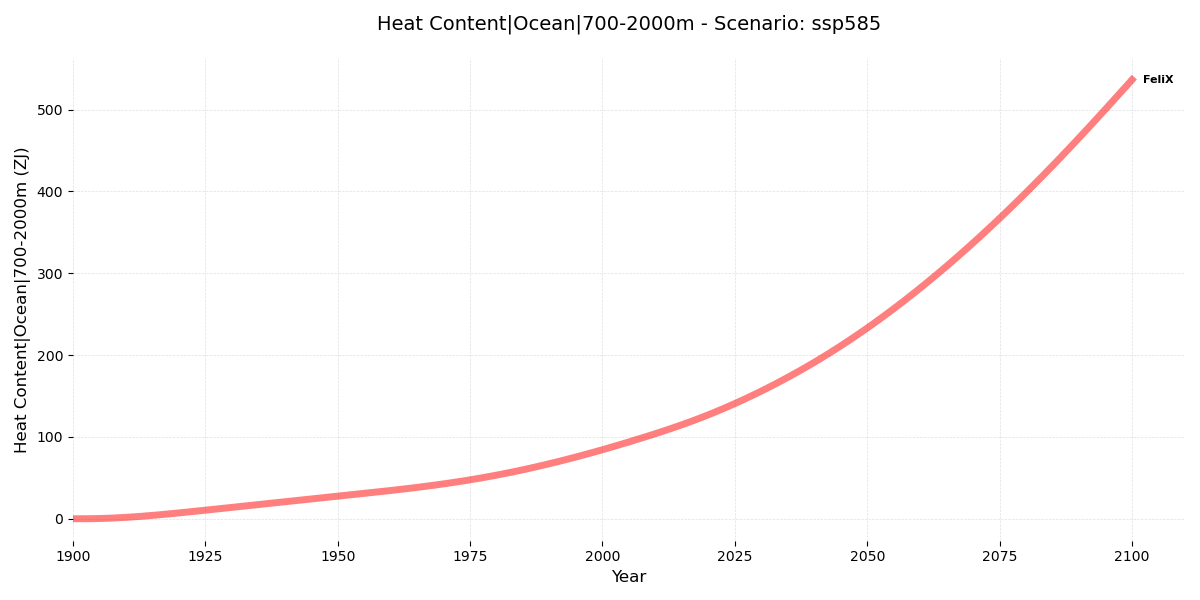 Heat Content|Ocean|700-2000m - Scenario: ssp585
Heat Content|Ocean|700-2000m (ZJ)
500
400
300
200
100
0
FeliX
1900 1925 1950 1975 2000 2025 2050 2075 2100
Year